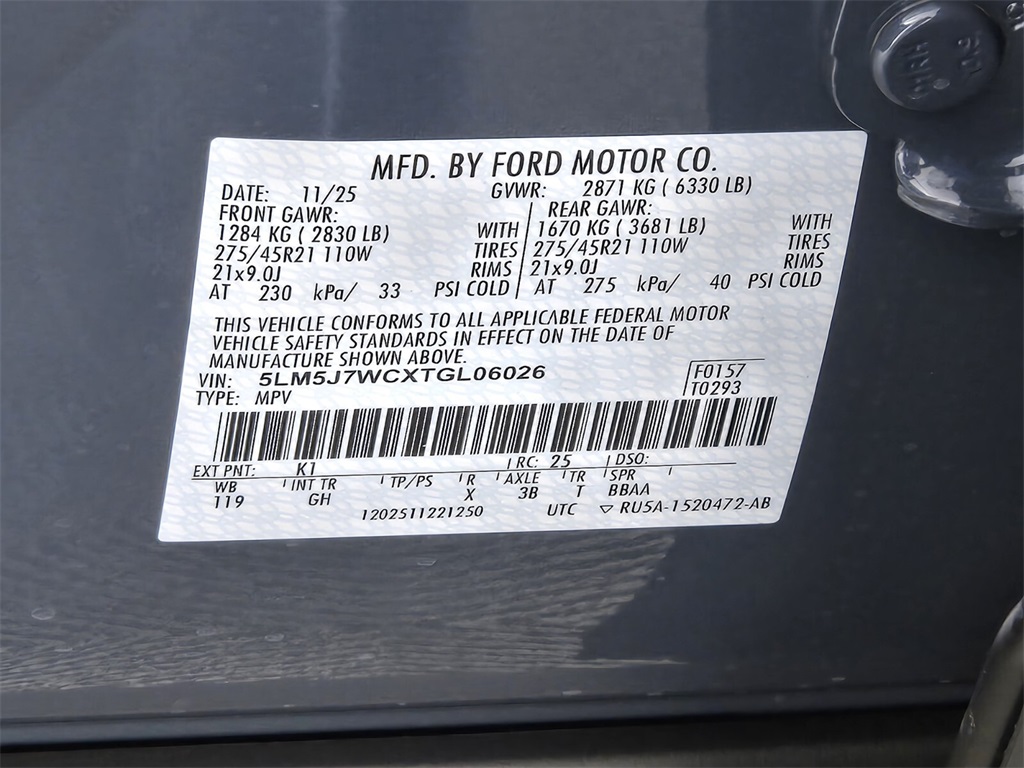 MFD. BY FORD MOTOR CO.
DATE: 11/25 GVWR: 2871 KG ( 6330 LB)
FRONT GAWR: REAR GAWR:
1284 KG ( 2830 LB) WITH 1670 KG ( 3681 LB) WITH
275/45R21 110W TIRES 275/45R21 110W TIRES
21x9.0J RIMS 21x9.0J RIMS
AT 230 kPa/ 33 PSI COLD AT 275 kPa/ 40 PSI COLD
THIS VEHICLE CONFORMS TO ALL APPLICABLE FEDERAL MOTOR
VEHICLE SAFETY STANDARDS IN EFFECT ON THE DATE OF
MANUFACTURE SHOWN ABOVE.
VIN: 5LM5J7WCXTGL06026 F0157
TYPE: MPV T0293
EXT PNT: K1 RC: 25 DSO:
WB INT TR TP/PS R AXLE TR SPR
119 GH X 3B T BBAA
1202511221250 UTC ▽ RU5A-1520472-AB